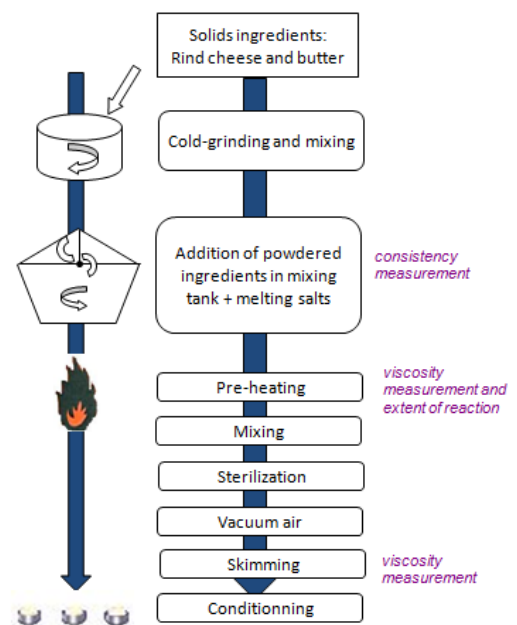 Solids ingredients:
Rind cheese and butter
Cold-grinding and mixing
Addition of powdered
ingredients in mixing
tank + melting salts
consistency
measurement
Pre-heating
viscosity
measurement and
extent of reaction
Mixing
Sterilization
Vacuum air
Skimming
viscosity
measurement
Conditionning